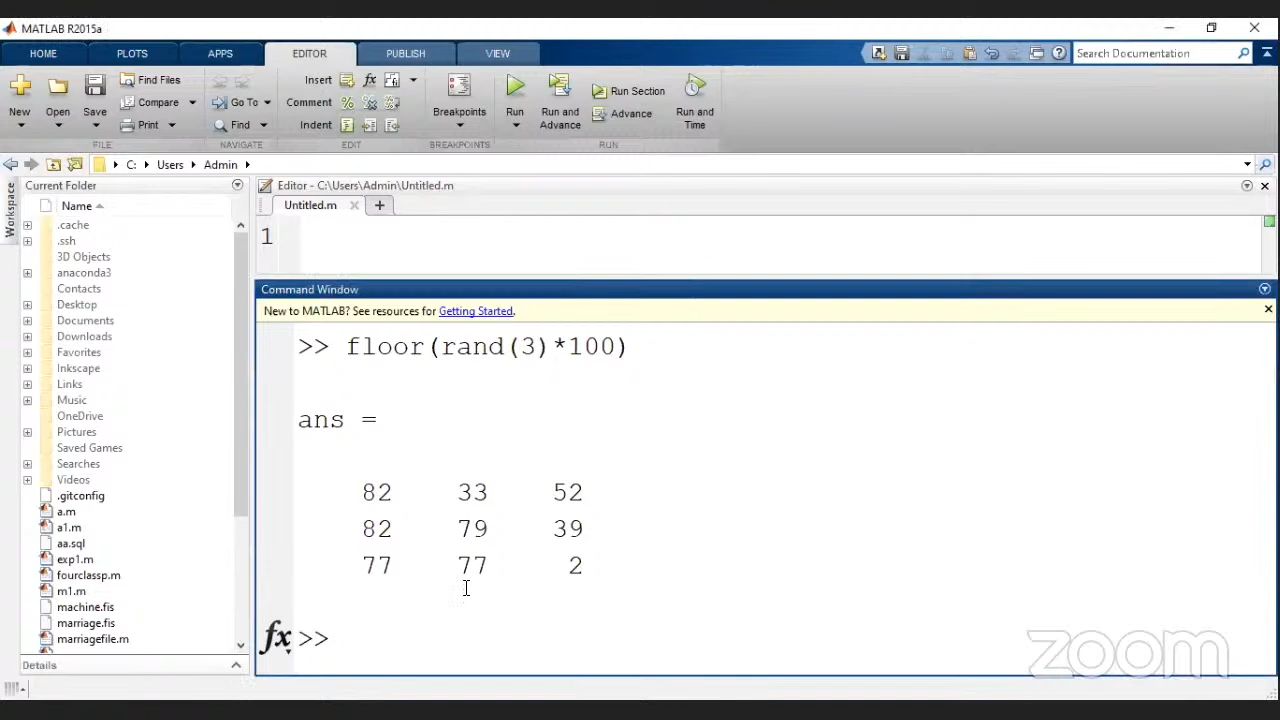 MATLAB R2015a
HOME PLOTS APPS EDITOR PUBLISH VIEW Search Documentation
New Open Save Find Files Compare Print Go To Find Insert fx Comment Indent Breakpoints Run Run and Advance Run Section Advance Run and Time
FILE NAVIGATE EDIT BREAKPOINTS RUN
C: Users Admin
Current Folder
Workspace
Name
.cache
.ssh
3D Objects
anaconda3
Contacts
Desktop
Documents
Downloads
Favorites
Inkscape
Links
Music
OneDrive
Pictures
Saved Games
Searches
Videos
.gitconfig
a.m
a1.m
aa.sql
exp1.m
fourclassp.m
m1.m
machine.fis
marriage.fis
marriagefile.m
Details
Editor - C:\Users\Admin\Untitled.m
Untitled.m
1
Command Window
New to MATLAB? See resources for Getting Started.
>> floor(rand(3)*100)
ans =
82 33 52
82 79 39
77 77 2
fx >>
zoom